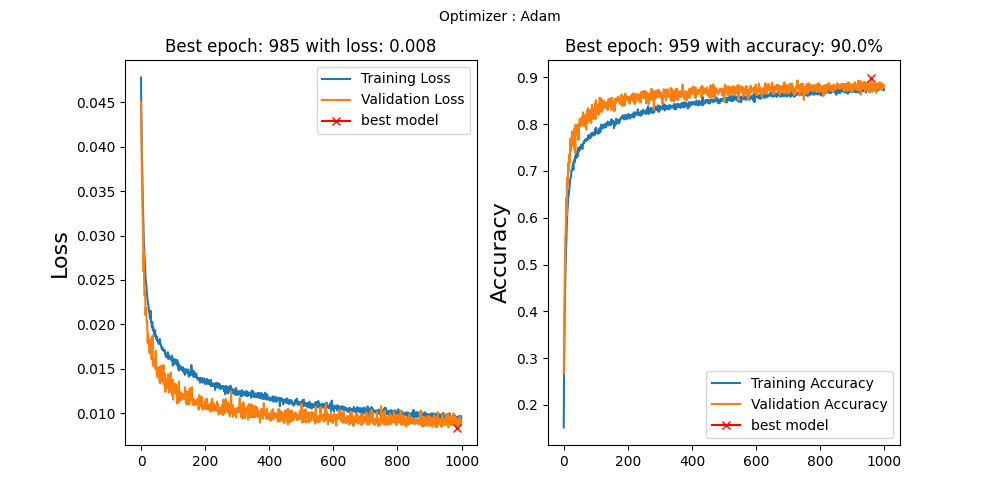 Optimizer : Adam
Best epoch: 985 with loss: 0.008
Training Loss
Validation Loss
best model
Loss
0.045
0.040
0.035
0.030
0.025
0.020
0.015
0.010
0
200
400
600
800
1000
Best epoch: 959 with accuracy: 90.0%
Accuracy
0.9
0.8
0.7
0.6
0.5
0.4
0.3
0.2
Training Accuracy
Validation Accuracy
best model
0
200
400
600
800
1000